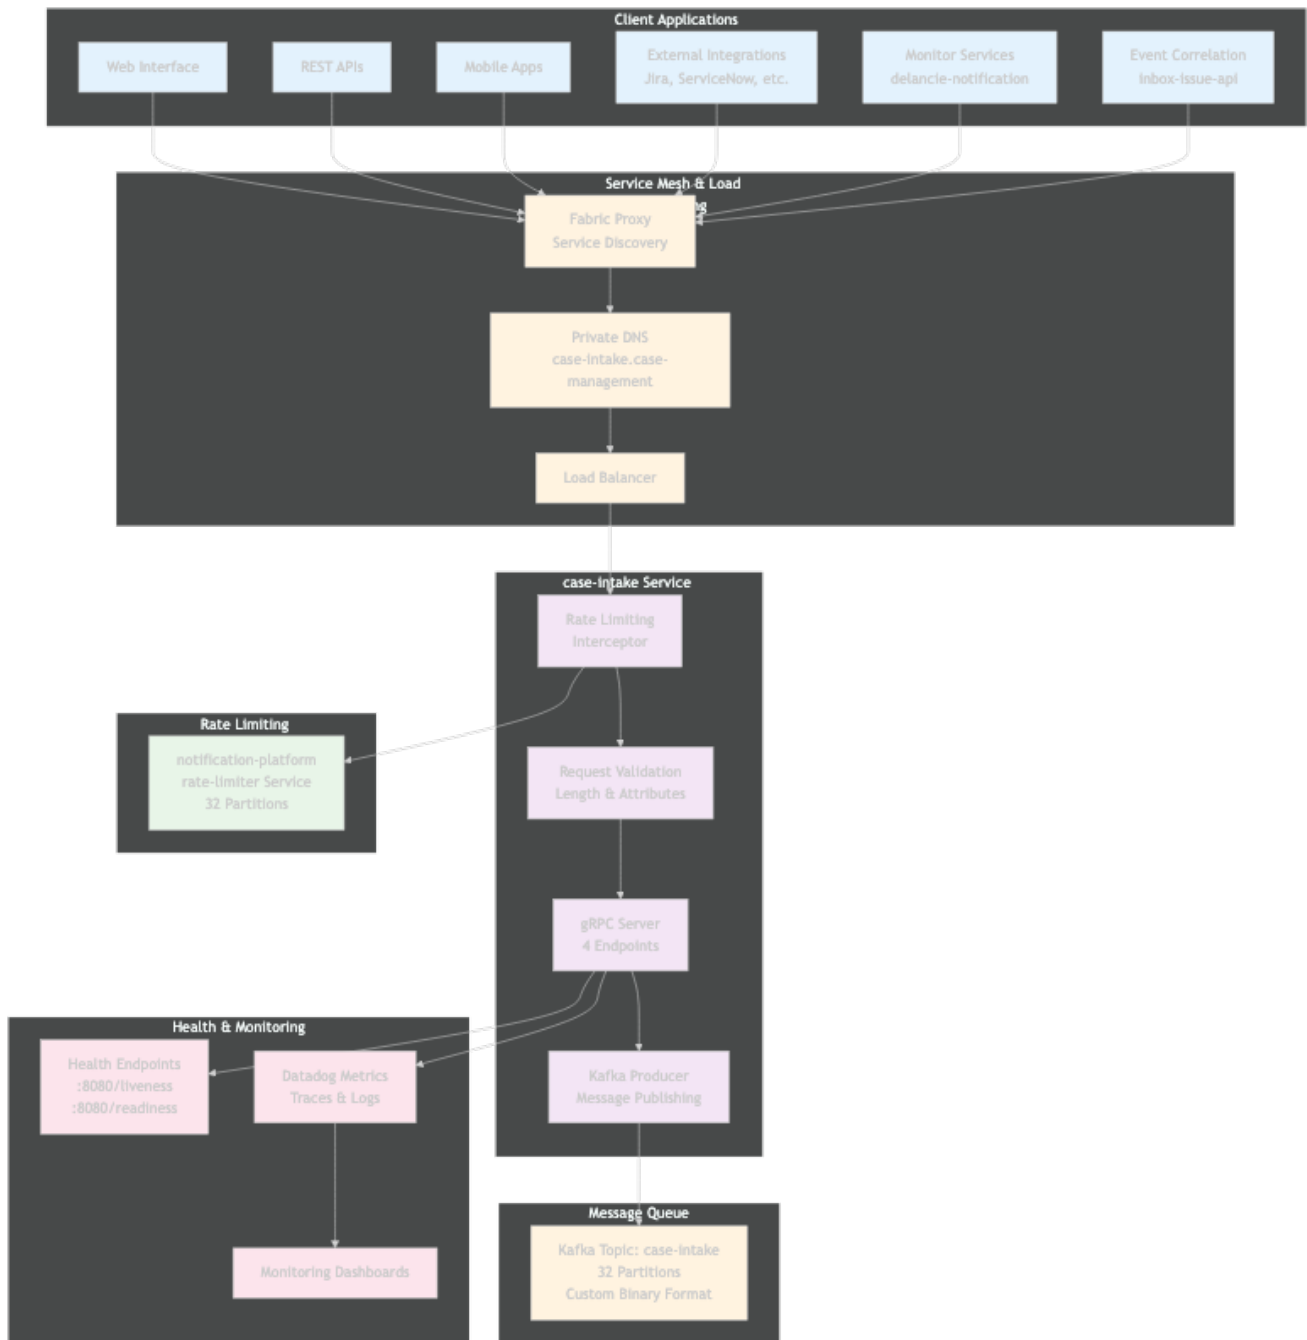 Client Applications
Web Interface
REST APIs
Mobile Apps
External Integrations
Jira, ServiceNow, etc.
Monitor Services
delancie-notification
Event Correlation
inbox-issue-api
Service Mesh & Load
Fabric Proxy
Service Discovery
Private DNS
case-intake.case-
management
Load Balancer
case-intake Service
Rate Limiting
Interceptor
Rate Limiting
notification-platform
rate-limiter Service
32 Partitions
Request Validation
Length & Attributes
gRPC Server
4 Endpoints
Health & Monitoring
Health Endpoints
:8080/liveness
:8080/readiness
Datadog Metrics
Traces & Logs
Kafka Producer
Message Publishing
Monitoring Dashboards
Message Queue
Kafka Topic: case-intake
32 Partitions
Custom Binary Format